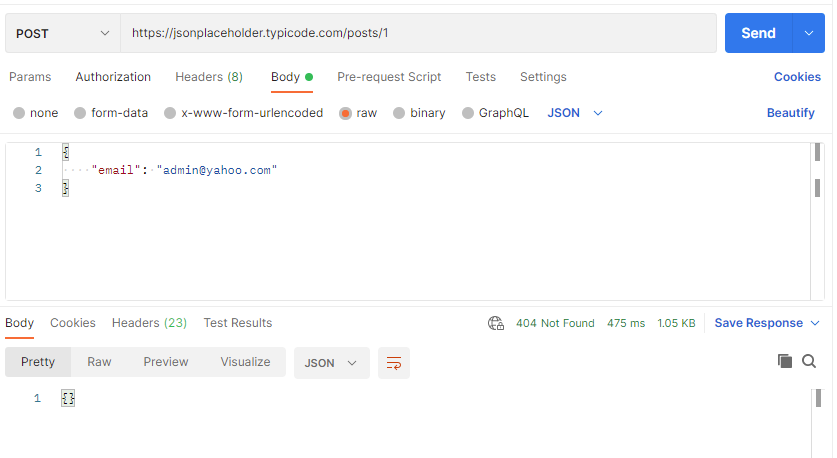 POST https://jsonplaceholder.typicode.com/posts/1 Send
Params Authorization Headers (8) Body Pre-request Script Tests Settings Cookies
none form-data x-www-form-urlencoded raw binary GraphQL JSON Beautify
1 {
2 "email": "admin@yahoo.com"
3 }
Body Cookies Headers (23) Test Results 404 Not Found 475 ms 1.05 KB Save Response
Pretty Raw Preview Visualize JSON
1 {}